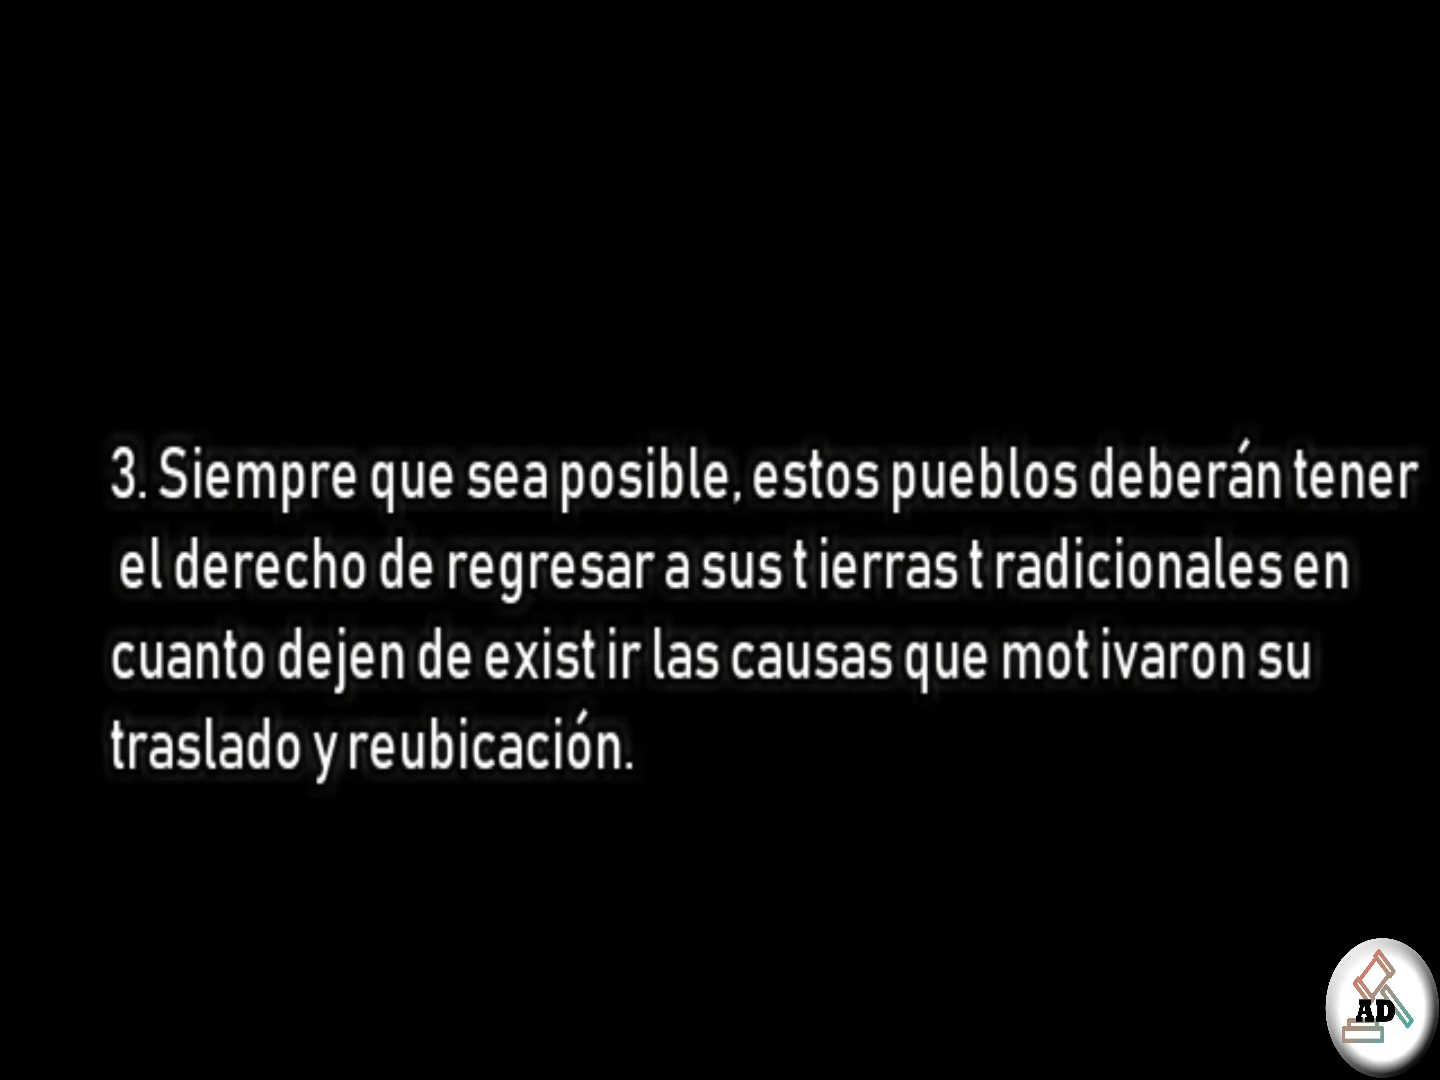 3. Siempre que sea posible, estos pueblos deberán tener
el derecho de regresar a sus t ierras t radicionales en
cuanto dejen de exist ir las causas que mot ivaron su
traslado y reubicación.
AD